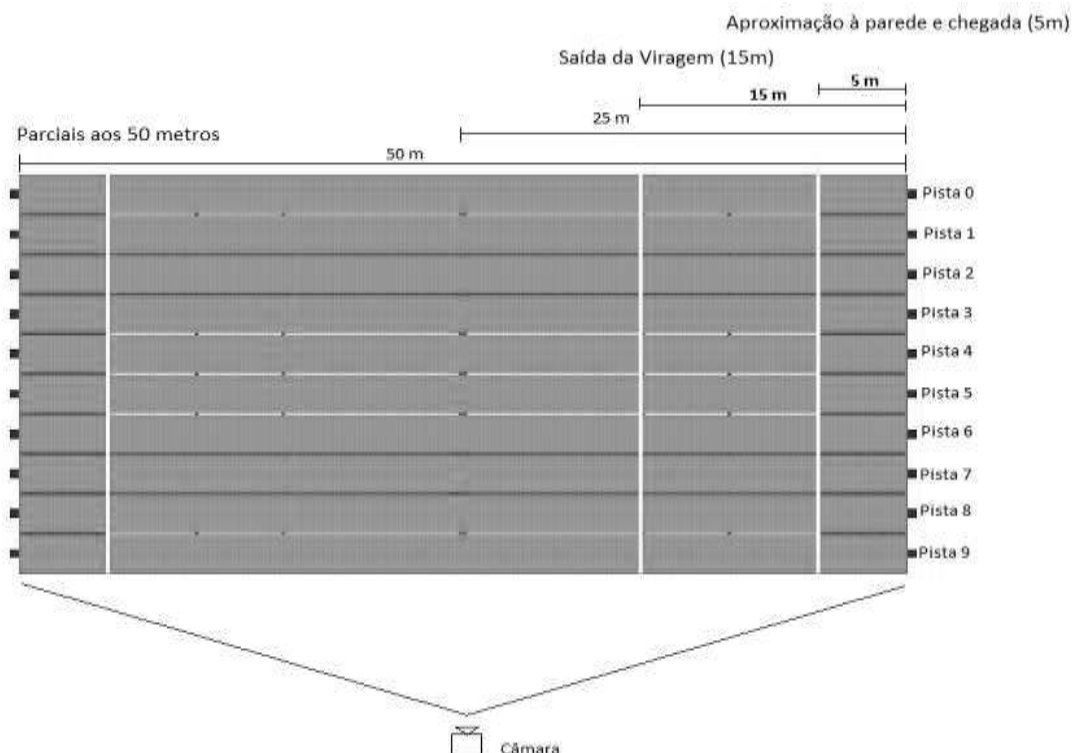 Aproximação à parede e chegada (5m)
Saída da Viragem (15m)
5 m
15 m
25 m
Parciais aos 50 metros
50 m
Pista 0
Pista 1
Pista 2
Pista 3
Pista 4
Pista 5
Pista 6
Pista 7
Pista 8
Pista 9
Câmara